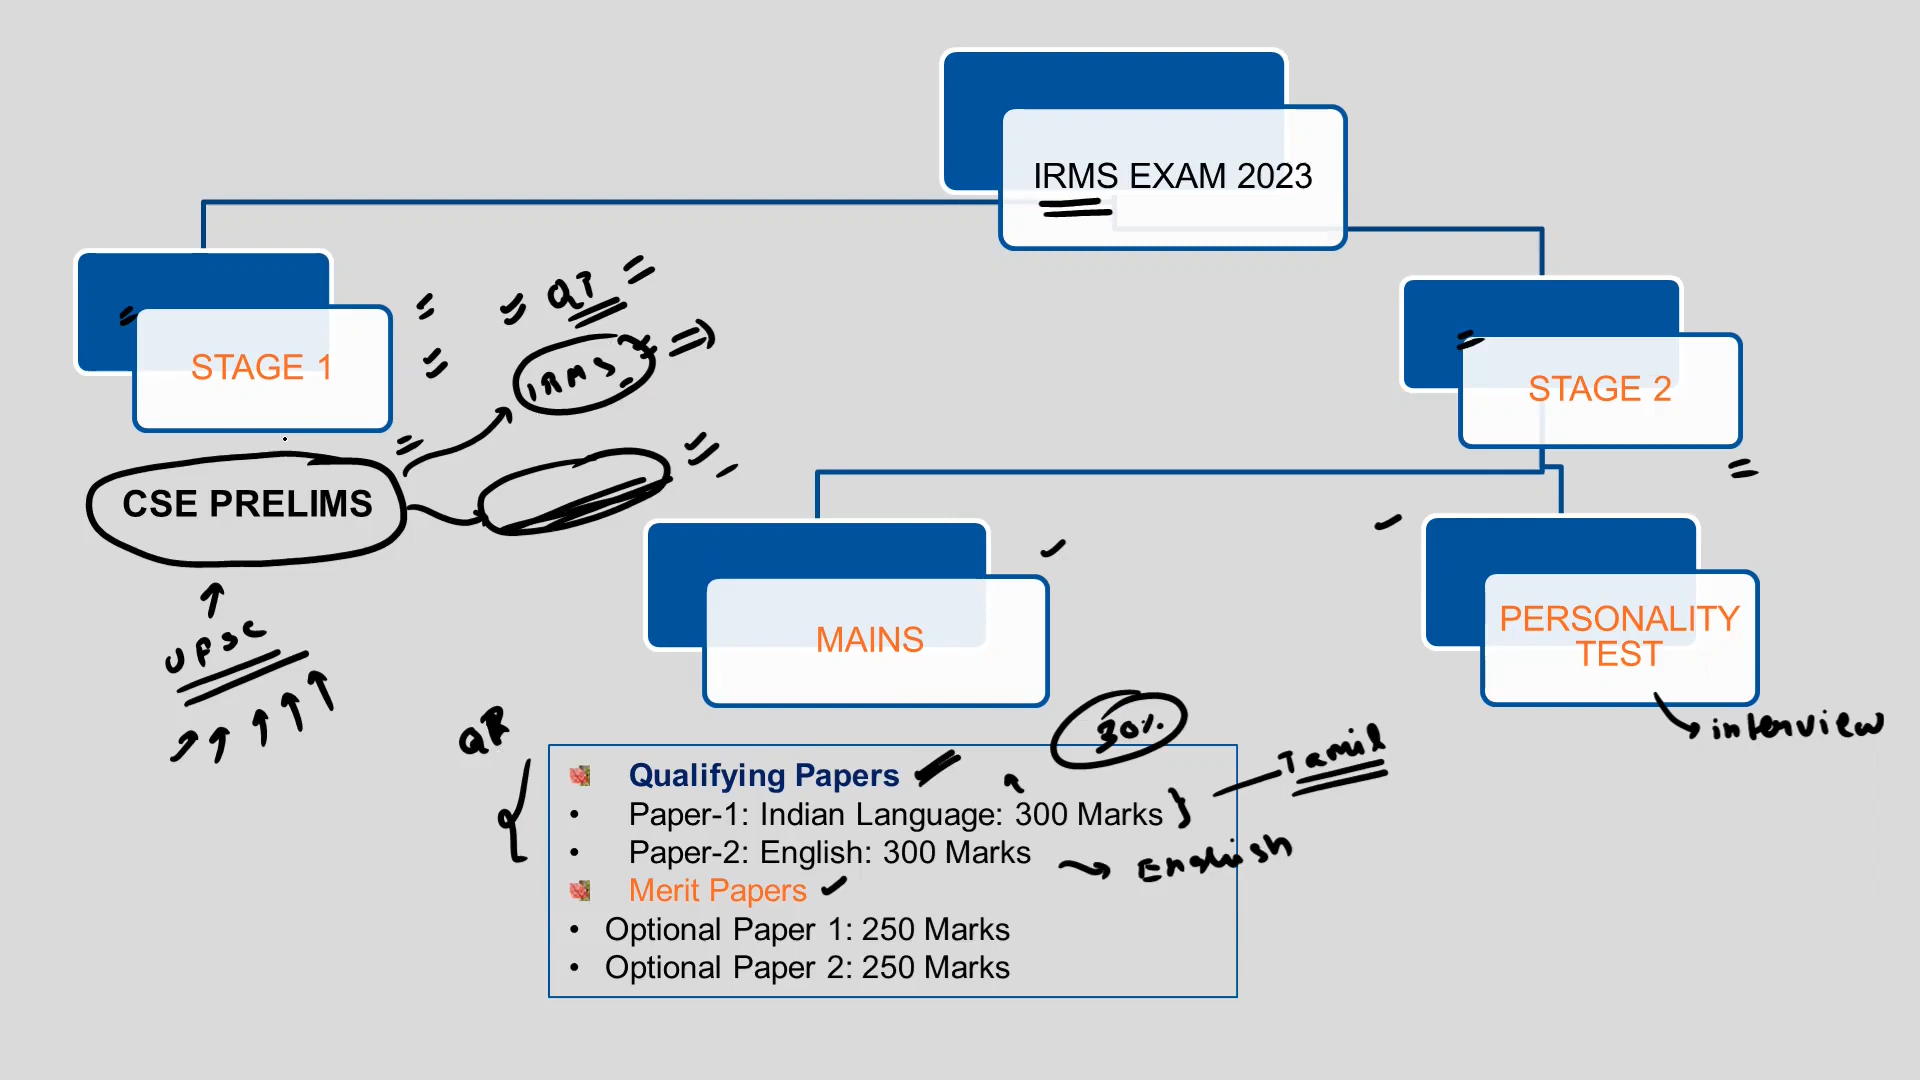 IRMS EXAM 2023
STAGE 1
STAGE 2
QT
IRMS
CSE PRELIMS
UPSC
MAINS
PERSONALITY
TEST
interview
QR
30%
Qualifying Papers
Tamil
Paper-1: Indian Language: 300 Marks
Paper-2: English: 300 Marks
English
Merit Papers
Optional Paper 1: 250 Marks
Optional Paper 2: 250 Marks